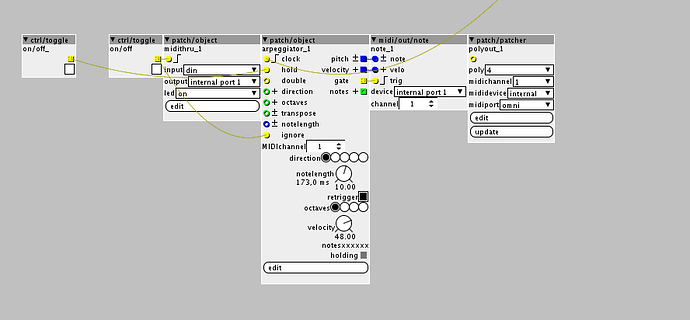 ctrl/toggle
on/off_
ctrl/toggle
on/off
patch/object
midithru_1
input din
output internal port 1
led on
edit
patch/object
arpeggiator_1
clock pitch ±
hold velocity +
double gate
direction notes +
octaves
transpose
notelength
ignore
MIDIchannel 1
direction
notelength
173,0 ms
10.00
retrigger
octaves
velocity
48.00
notesxxxxxx
holding
edit
midi/out/note
note_1
± note
velo
trig
device internal port 1
channel 1
patch/patcher
polyout_1
poly 4
midichannel 1
mididevice internal
midiport omni
edit
update